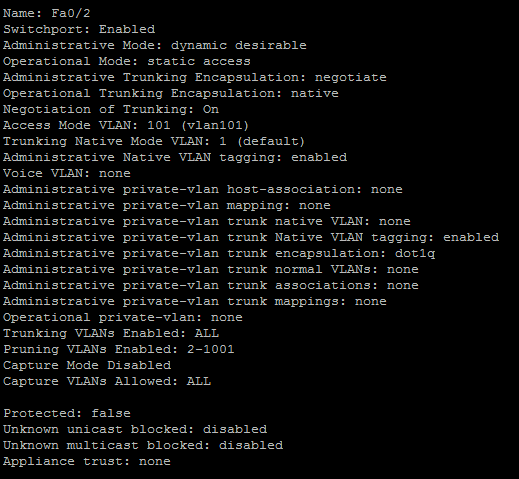 Name: Fa0/2
Switchport: Enabled
Administrative Mode: dynamic desirable
Operational Mode: static access
Administrative Trunking Encapsulation: negotiate
Operational Trunking Encapsulation: native
Negotiation of Trunking: On
Access Mode VLAN: 101 (vlan101)
Trunking Native Mode VLAN: 1 (default)
Administrative Native VLAN tagging: enabled
Voice VLAN: none
Administrative private-vlan host-association: none
Administrative private-vlan mapping: none
Administrative private-vlan trunk native VLAN: none
Administrative private-vlan trunk Native VLAN tagging: enabled
Administrative private-vlan trunk encapsulation: dot1q
Administrative private-vlan trunk normal VLANs: none
Administrative private-vlan trunk associations: none
Administrative private-vlan trunk mappings: none
Operational private-vlan: none
Trunking VLANs Enabled: ALL
Pruning VLANs Enabled: 2-1001
Capture Mode Disabled
Capture VLANs Allowed: ALL
Protected: false
Unknown unicast blocked: disabled
Unknown multicast blocked: disabled
Appliance trust: none